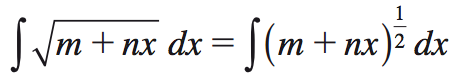 ∫ √(m + nx) dx = ∫ (m + nx)^(1/2) dx